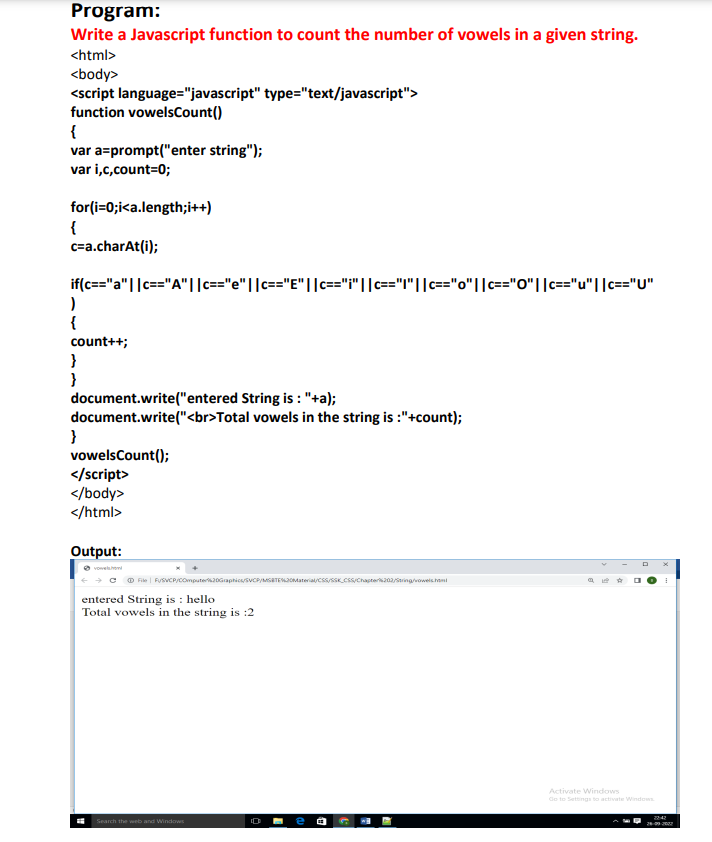 Program:
Write a Javascript function to count the number of vowels in a given string.
<html>
<body>
<script language="javascript" type="text/javascript">
function vowelsCount()
{
var a=prompt("enter string");
var i,c,count=0;
for(i=0;i<a.length;i++)
{
c=a.charAt(i);
if(c=="a"||c=="A"||c=="e"||c=="E"||c=="i"||c=="I"||c=="o"||c=="O"||c=="u"||c=="U"
)
{
count++;
}
}
document.write("entered String is : "+a);
document.write("<br>Total vowels in the string is :"+count);
}
vowelsCount();
</script>
</body>
</html>
Output:
vowels.html
File | F:/SVCP/COmputer%20Graphics/SVCP/MSBTE%20Material/CSS/SSK_CSS/Chapter%202/String/vowels.html
entered String is : hello
Total vowels in the string is :2
Activate Windows
Go to Settings to activate Windows.
Search the web and Windows
22:42
26-09-2022